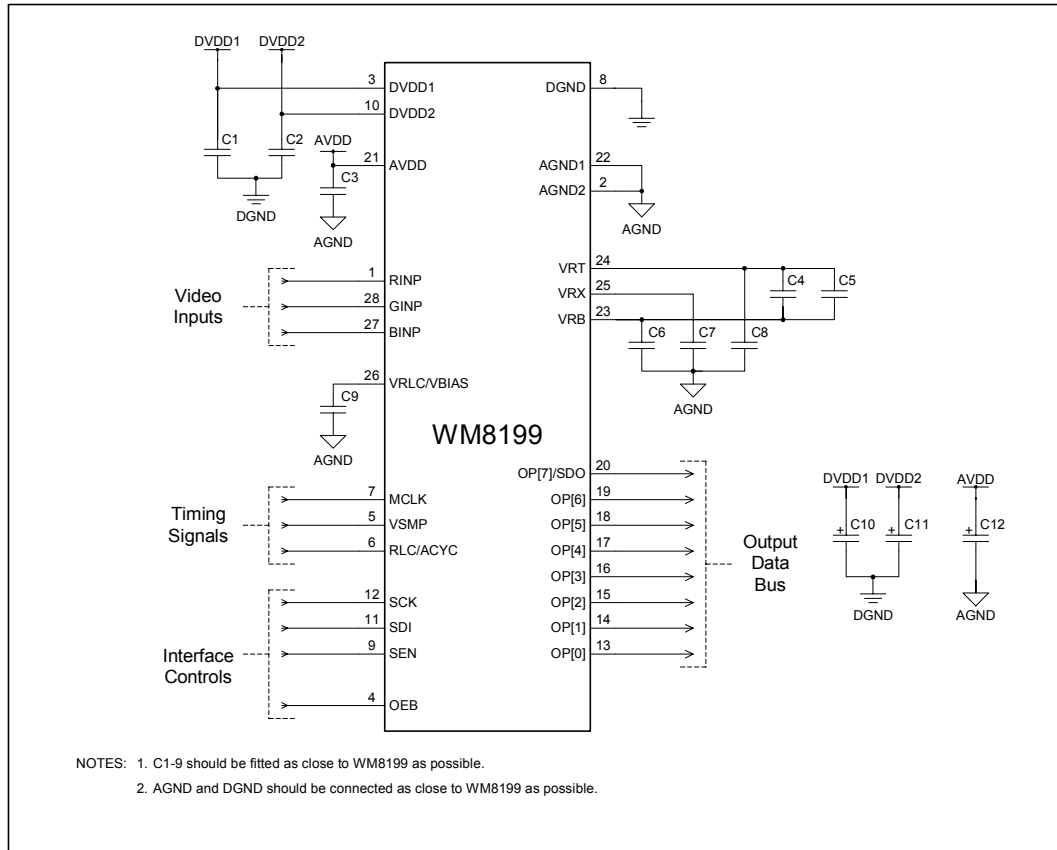 DVDD1 DVDD2
3 DVDD1
10 DVDD2
C1 C2
DGND
AVDD
21 AVDD
C3
AGND
8 DGND
22 AGND1
2 AGND2
AGND
Video
Inputs
1 RINP
28 GINP
27 BINP
24 VRT
25 VRX
23 VRB
C4 C5
C6 C7 C8
AGND
26 VRLC/VBIAS
C9
AGND
WM8199
Timing
Signals
7 MCLK
5 VSMP
6 RLC/ACYC
Interface
Controls
12 SCK
11 SDI
9 SEN
4 OEB
OP[7]/SDO 20
OP[6] 19
OP[5] 18
OP[4] 17
OP[3] 16
OP[2] 15
OP[1] 14
OP[0] 13
Output
Data
Bus
DVDD1 DVDD2 AVDD
+ C10 + C11 + C12
DGND AGND
NOTES: 1. C1-9 should be fitted as close to WM8199 as possible.
2. AGND and DGND should be connected as close to WM8199 as possible.